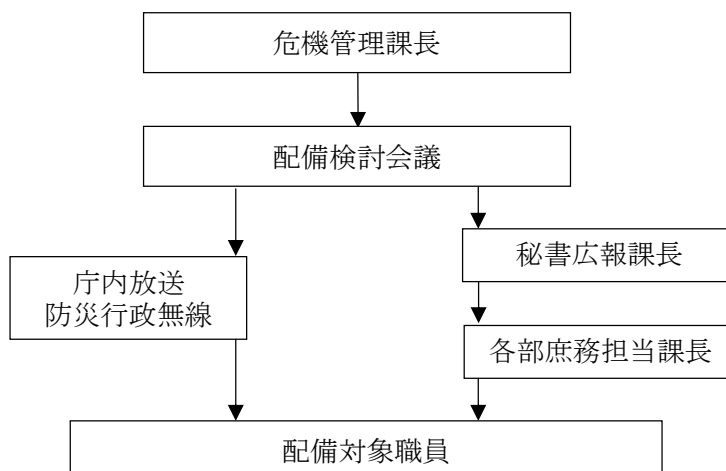 危機管理課長
配備検討会議
庁内放送
防災行政無線
秘書広報課長
各部庶務担当課長
配備対象職員